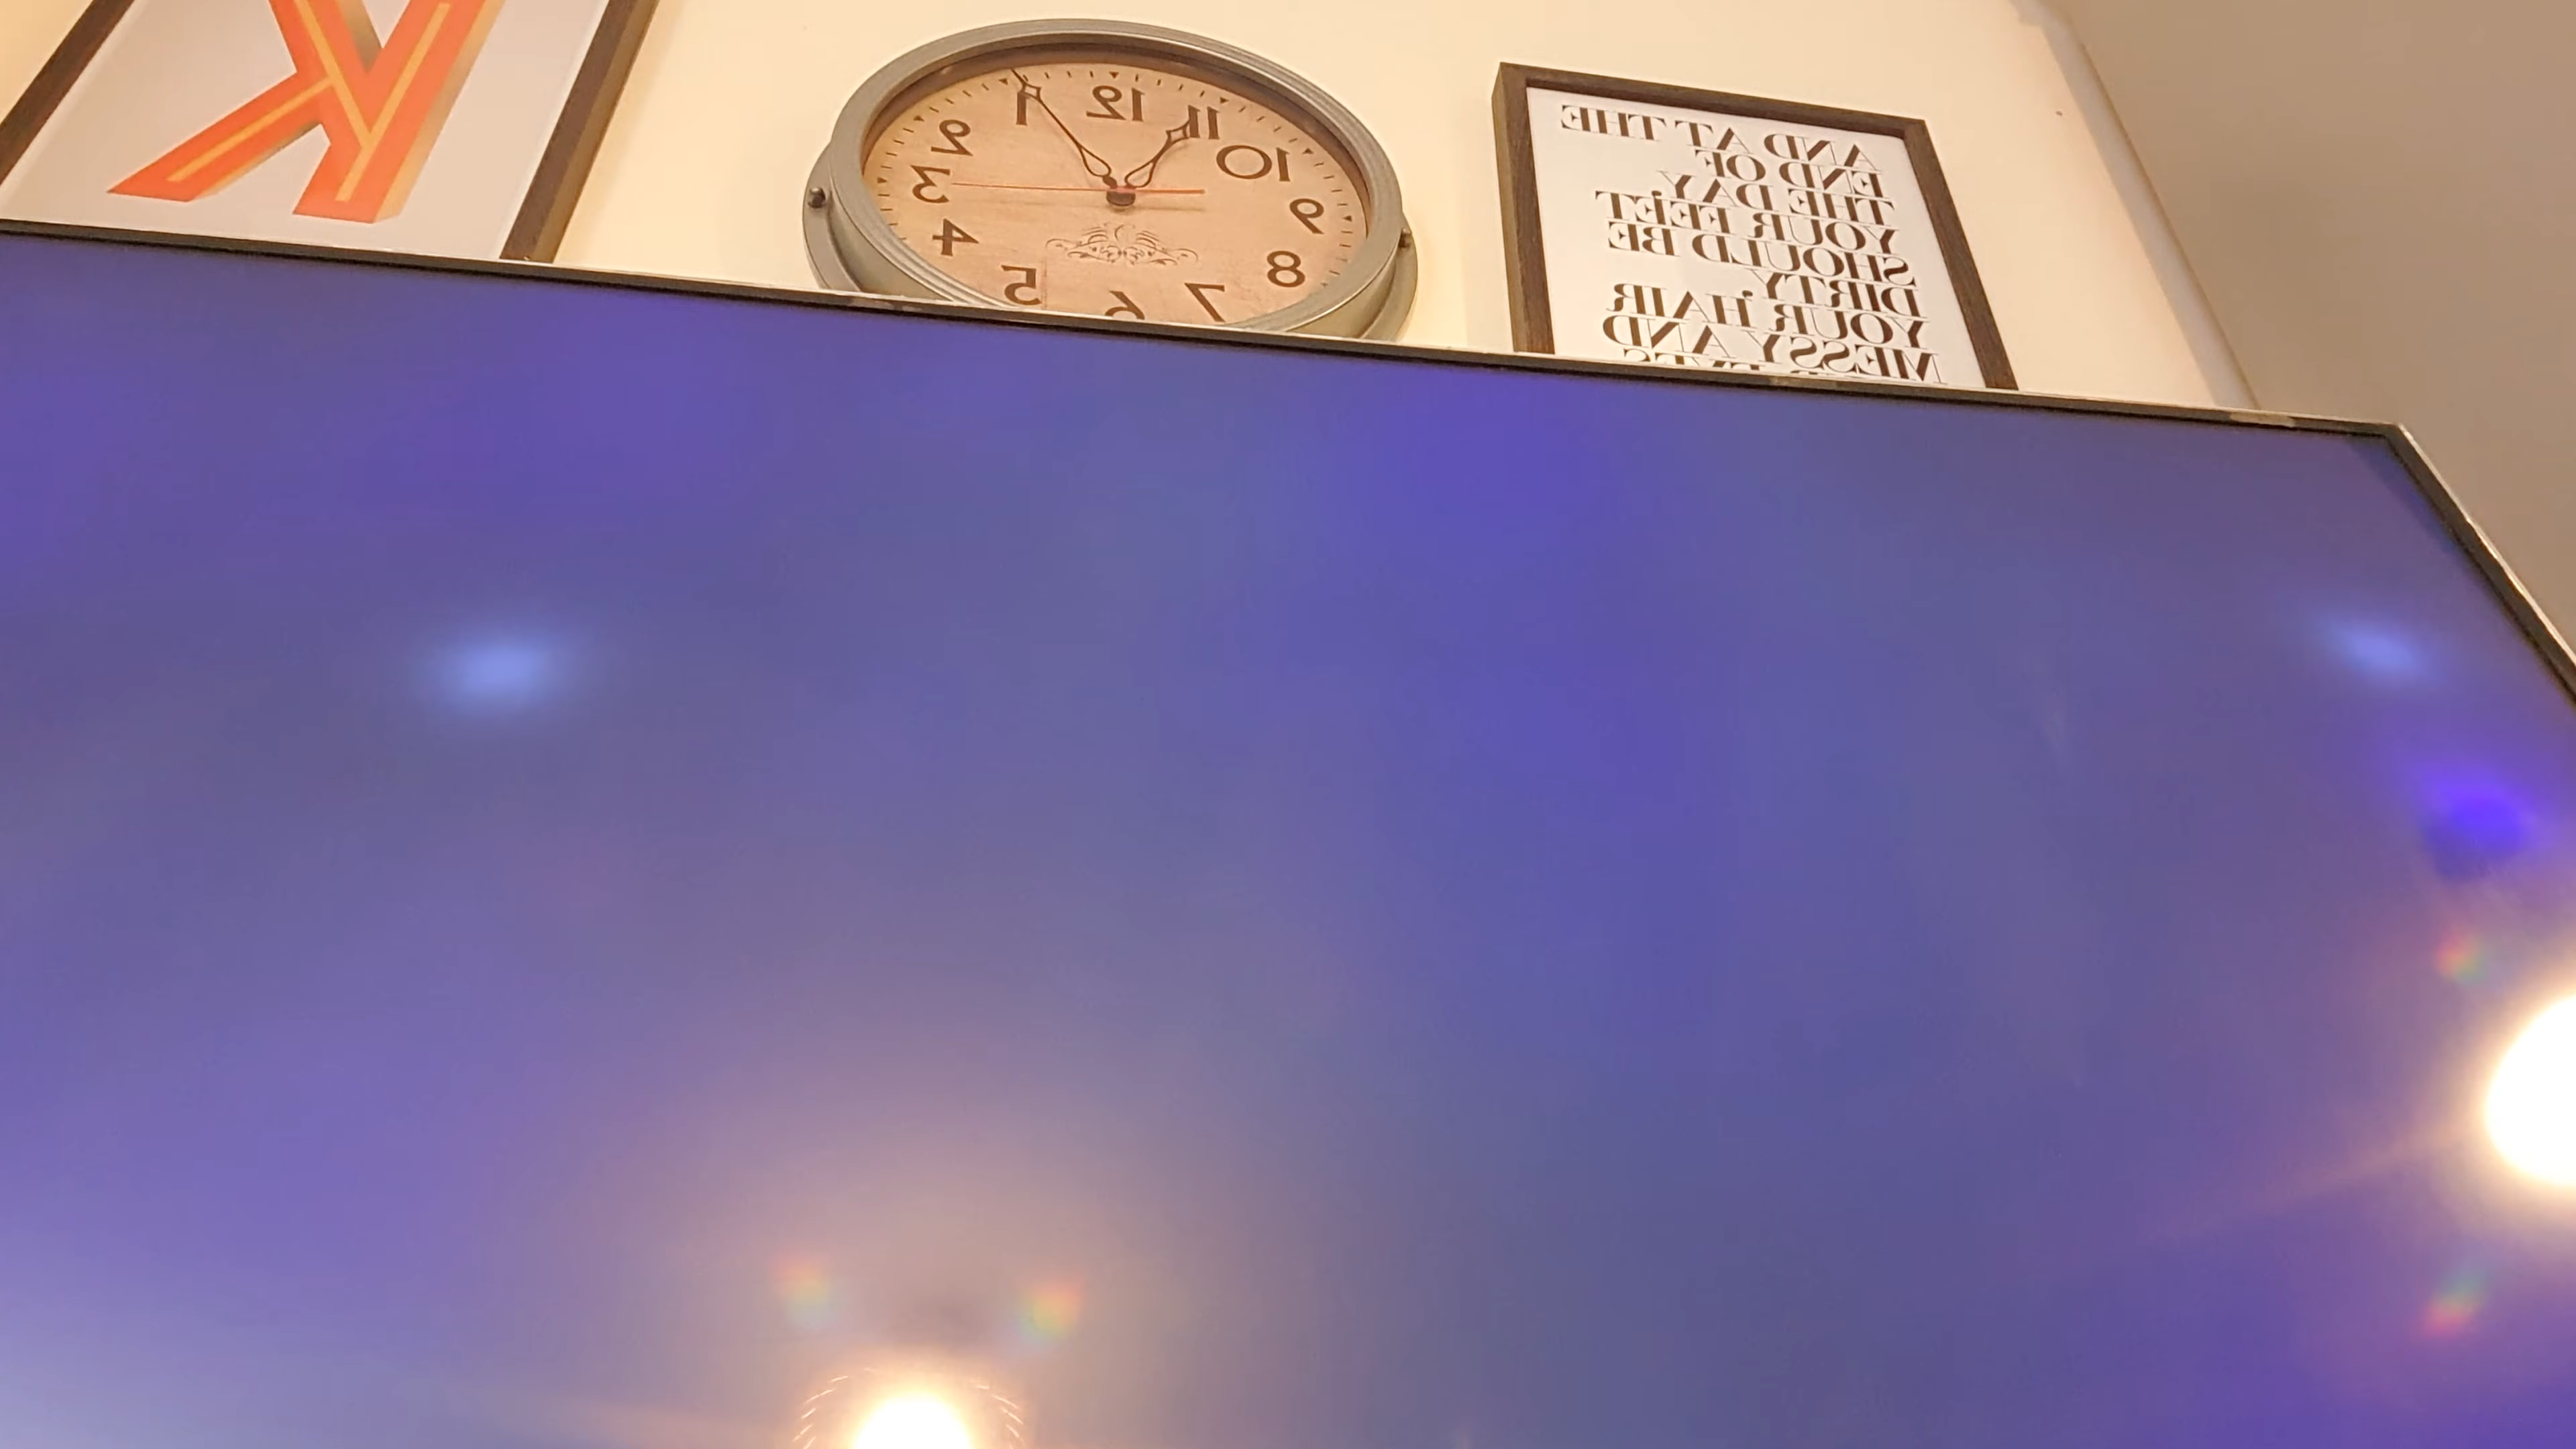 K
12
11
1
10
2
9
3
8
4
7
6
5
AND AT THE
END OF
THE DAY,
YOUR FEET
SHOULD BE
DIRTY, HAIR
YOUR
MESSY AND